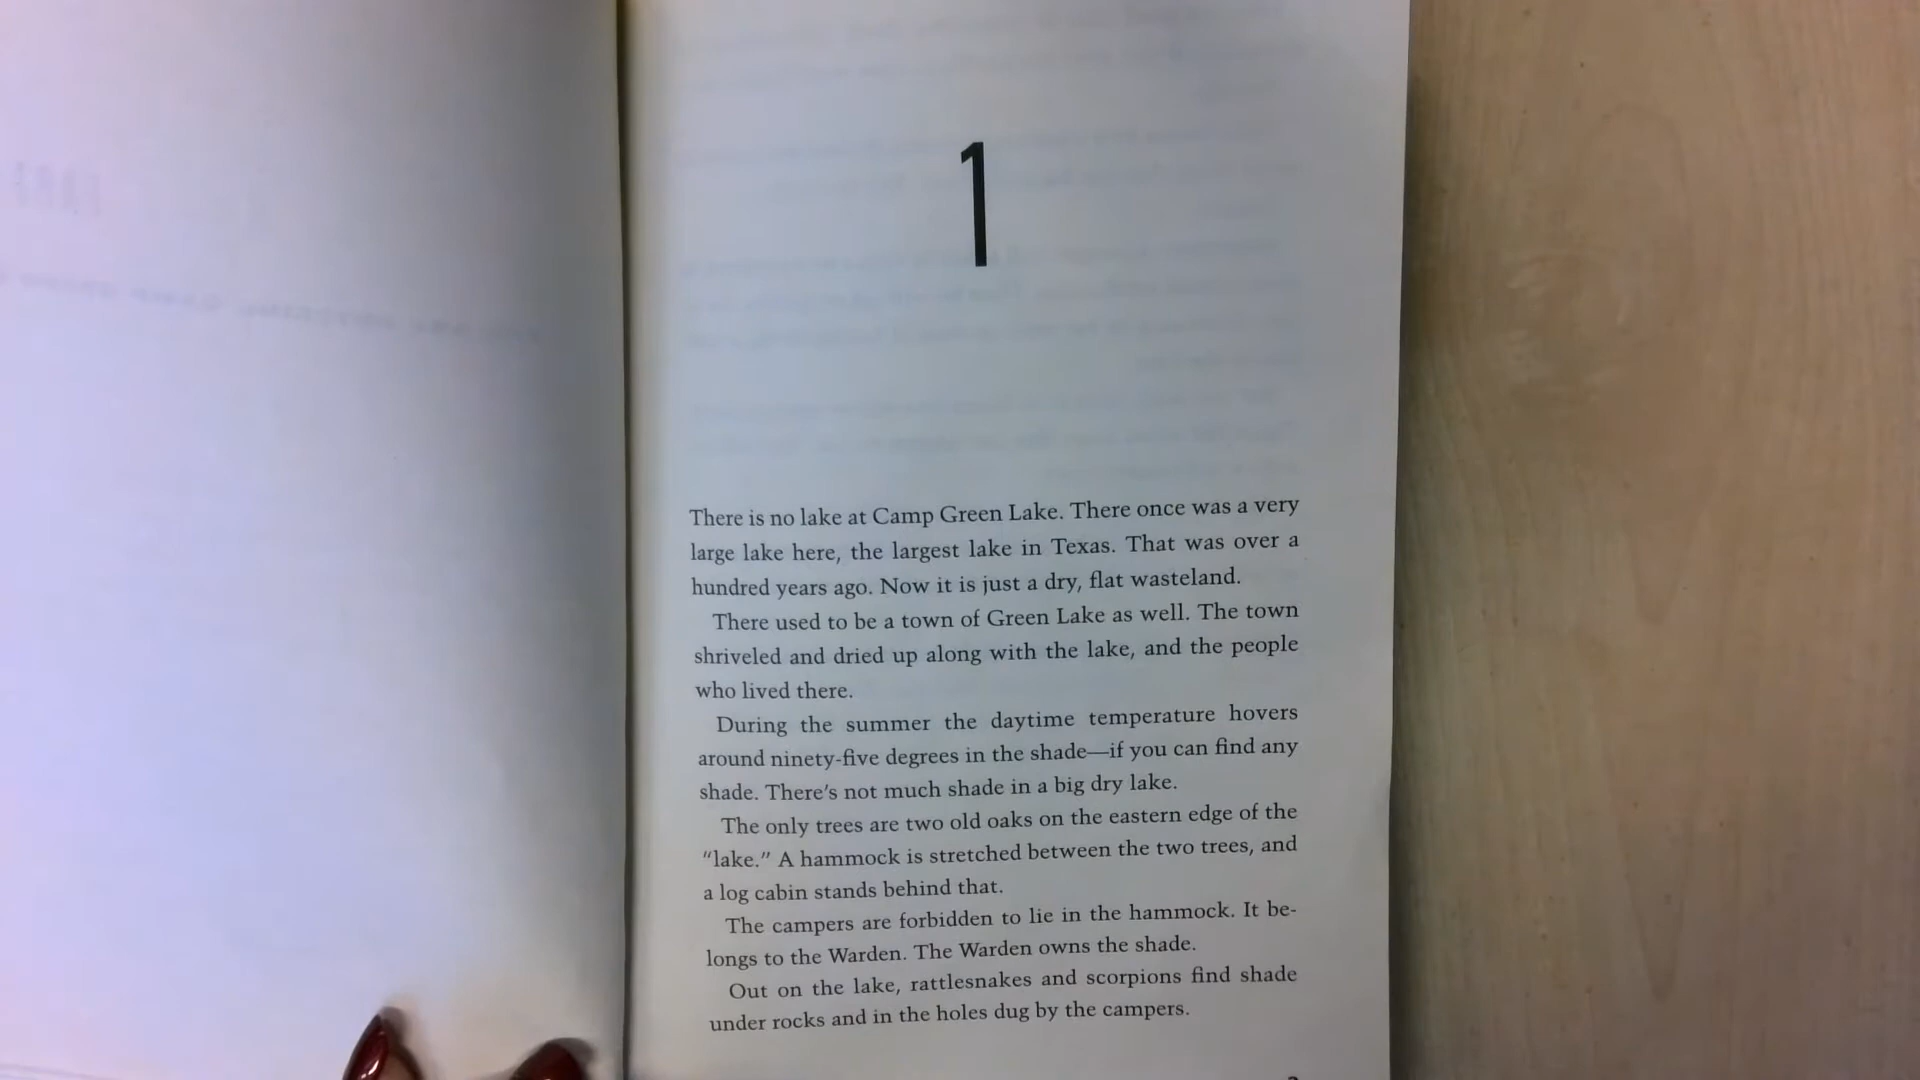 1
There is no lake at Camp Green Lake. There once was a very
large lake here, the largest lake in Texas. That was over a
hundred years ago. Now it is just a dry, flat wasteland.
There used to be a town of Green Lake as well. The town
shriveled and dried up along with the lake, and the people
who lived there.
During the summer the daytime temperature hovers
around ninety-five degrees in the shade—if you can find any
shade. There's not much shade in a big dry lake.
The only trees are two old oaks on the eastern edge of the
“lake.” A hammock is stretched between the two trees, and
a log cabin stands behind that.
The campers are forbidden to lie in the hammock. It be-
longs to the Warden. The Warden owns the shade.
Out on the lake, rattlesnakes and scorpions find shade
under rocks and in the holes dug by the campers.